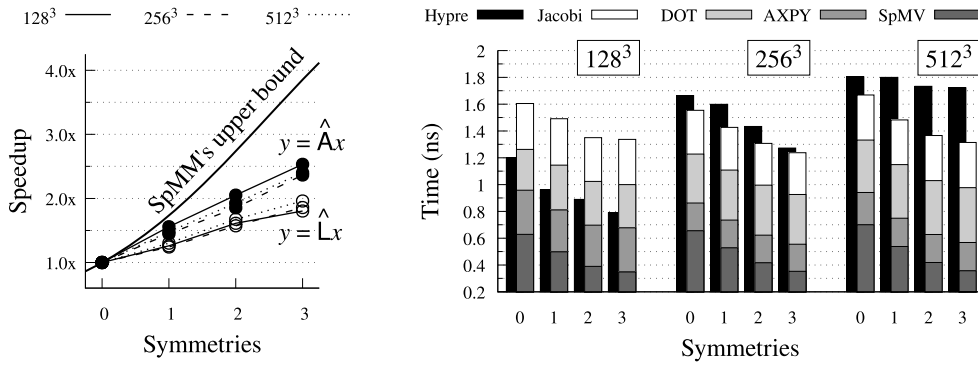 128³ 256³ 512³
4.0x
3.0x
2.0x
1.0x
Speedup
SpMM's upper bound
y = Âx
y = L̂x
0 1 2 3
Symmetries
Hypre Jacobi DOT AXPY SpMV
128³ 256³ 512³
2
1.8
1.6
1.4
1.2
1
0.8
0.6
0.4
0.2
Time (ns)
0 1 2 3 0 1 2 3 0 1 2 3
Symmetries